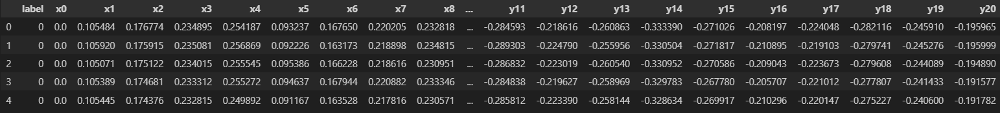 label x0 x1 x2 x3 x4 x5 x6 x7 x8 ... y11 y12 y13 y14 y15 y16 y17 y18 y19 y20
0 0 0.0 0.105484 0.176774 0.234895 0.254187 0.093237 0.167650 0.220205 0.232818 ... -0.284593 -0.218616 -0.260863 -0.333390 -0.271026 -0.208197 -0.224048 -0.282116 -0.245910 -0.195965
1 0 0.0 0.105920 0.175915 0.235081 0.256869 0.092226 0.163173 0.218898 0.234815 ... -0.289303 -0.224790 -0.255956 -0.330504 -0.271817 -0.210895 -0.219103 -0.279741 -0.245276 -0.195999
2 0 0.0 0.105071 0.175122 0.234015 0.255545 0.095386 0.166228 0.218616 0.230951 ... -0.286832 -0.223019 -0.260540 -0.330952 -0.270586 -0.209043 -0.223673 -0.279608 -0.244089 -0.194890
3 0 0.0 0.105389 0.174681 0.233312 0.255272 0.094637 0.167944 0.220882 0.233346 ... -0.284838 -0.219627 -0.258969 -0.329783 -0.267780 -0.205707 -0.221012 -0.277807 -0.241433 -0.191577
4 0 0.0 0.105445 0.174376 0.232815 0.249892 0.091167 0.163528 0.217816 0.230571 ... -0.285812 -0.223390 -0.258144 -0.328634 -0.269917 -0.210296 -0.220147 -0.275227 -0.240600 -0.191782